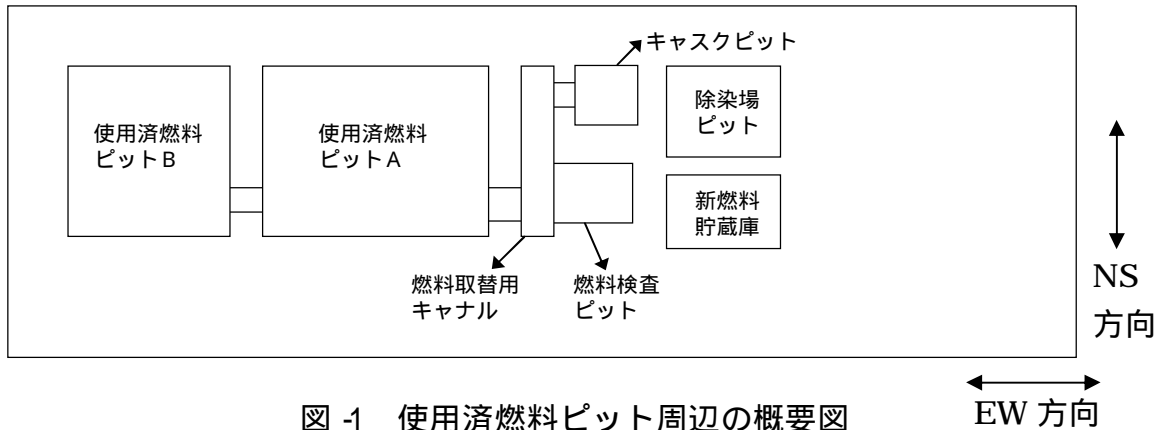 キャスクピット
使用済燃料
ピットB
使用済燃料
ピットA
除染場
ピット
新燃料
貯蔵庫
燃料取替用
キャナル
燃料検査
ピット
NS
方向
EW 方向
図 -1 使用済燃料ピット周辺の概要図